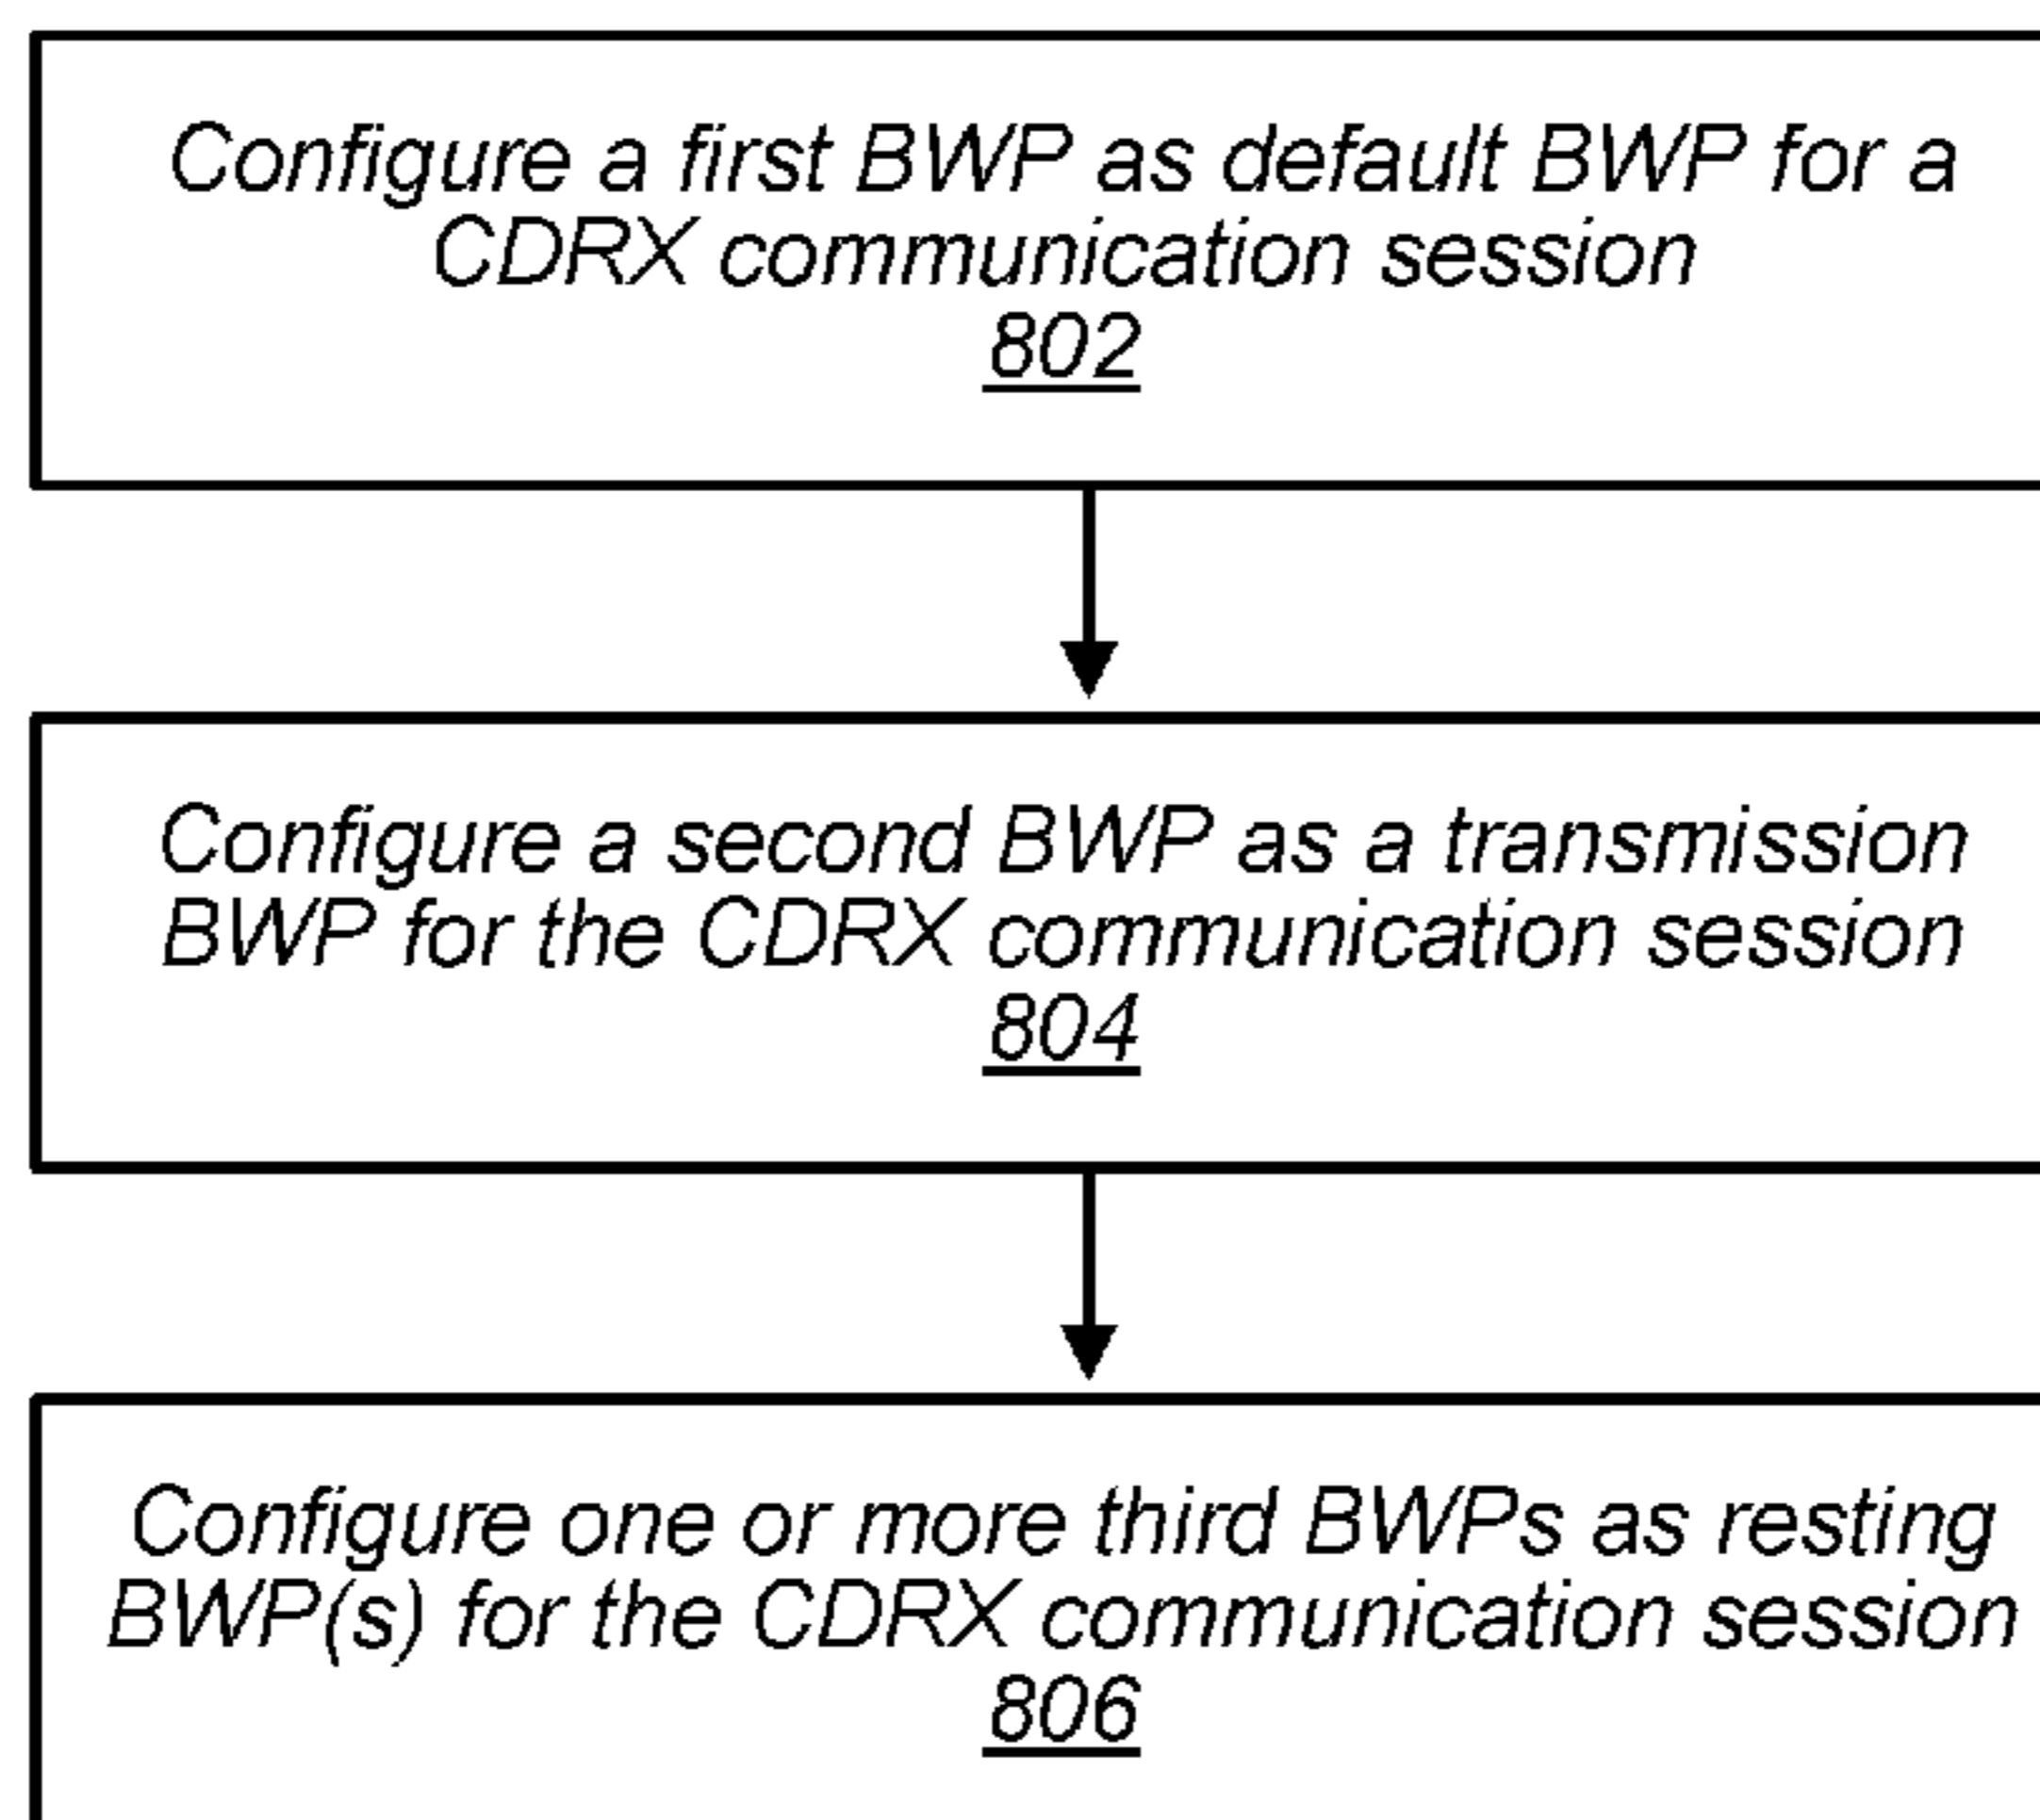 Configure a first BWP as default BWP for a
CDRX communication session
802
Configure a second BWP as a transmission
BWP for the CDRX communication session
804
Configure one or more third BWPs as resting
BWP(s) for the CDRX communication session
806